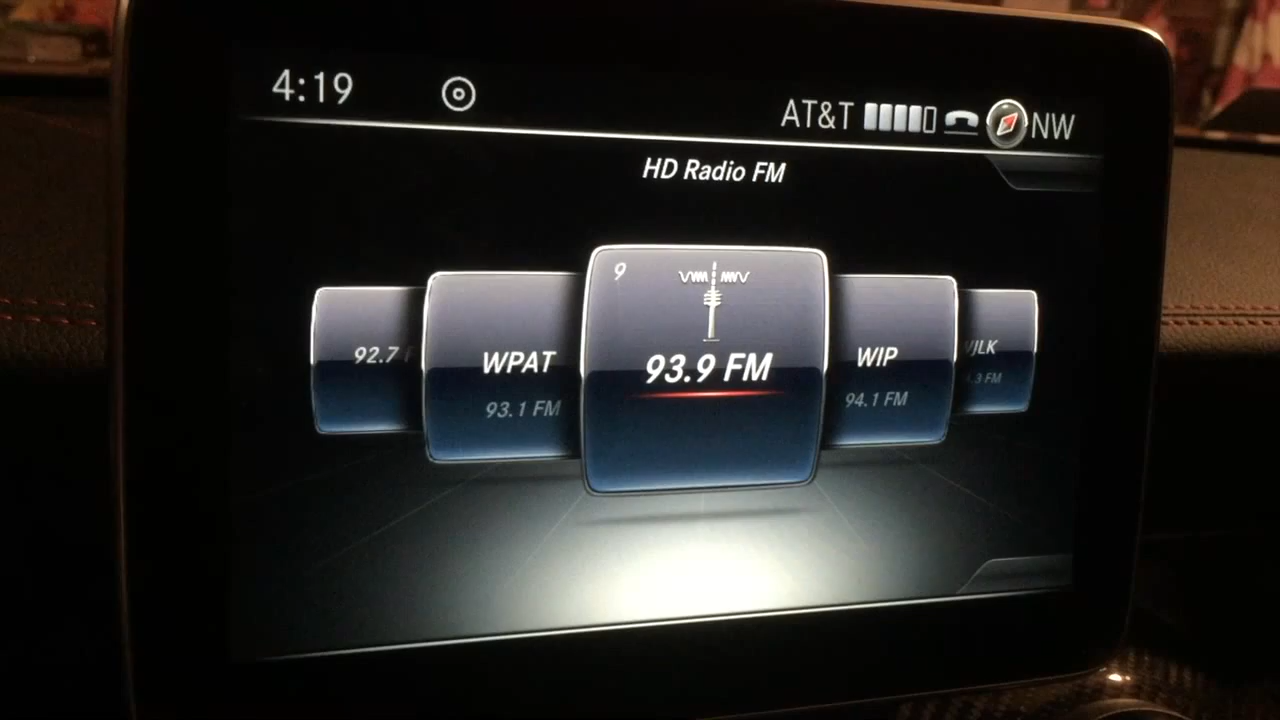 4:19
AT&T NW
HD Radio FM
9
92.7
WPAT
93.1 FM
93.9 FM
WIP
94.1 FM